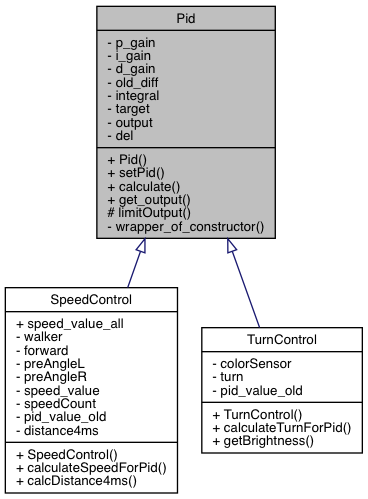 Pid
- p_gain
- i_gain
- d_gain
- old_diff
- integral
- target
- output
- del
+ Pid()
+ setPid()
+ calculate()
+ get_output()
# limitOutput()
- wrapper_of_constructor()
SpeedControl
+ speed_value_all
- walker
- forward
- preAngleL
- preAngleR
- speed_value
- speedCount
- pid_value_old
- distance4ms
+ SpeedControl()
+ calculateSpeedForPid()
+ calcDistance4ms()
TurnControl
- colorSensor
- turn
- pid_value_old
+ TurnControl()
+ calculateTurnForPid()
+ getBrightness()